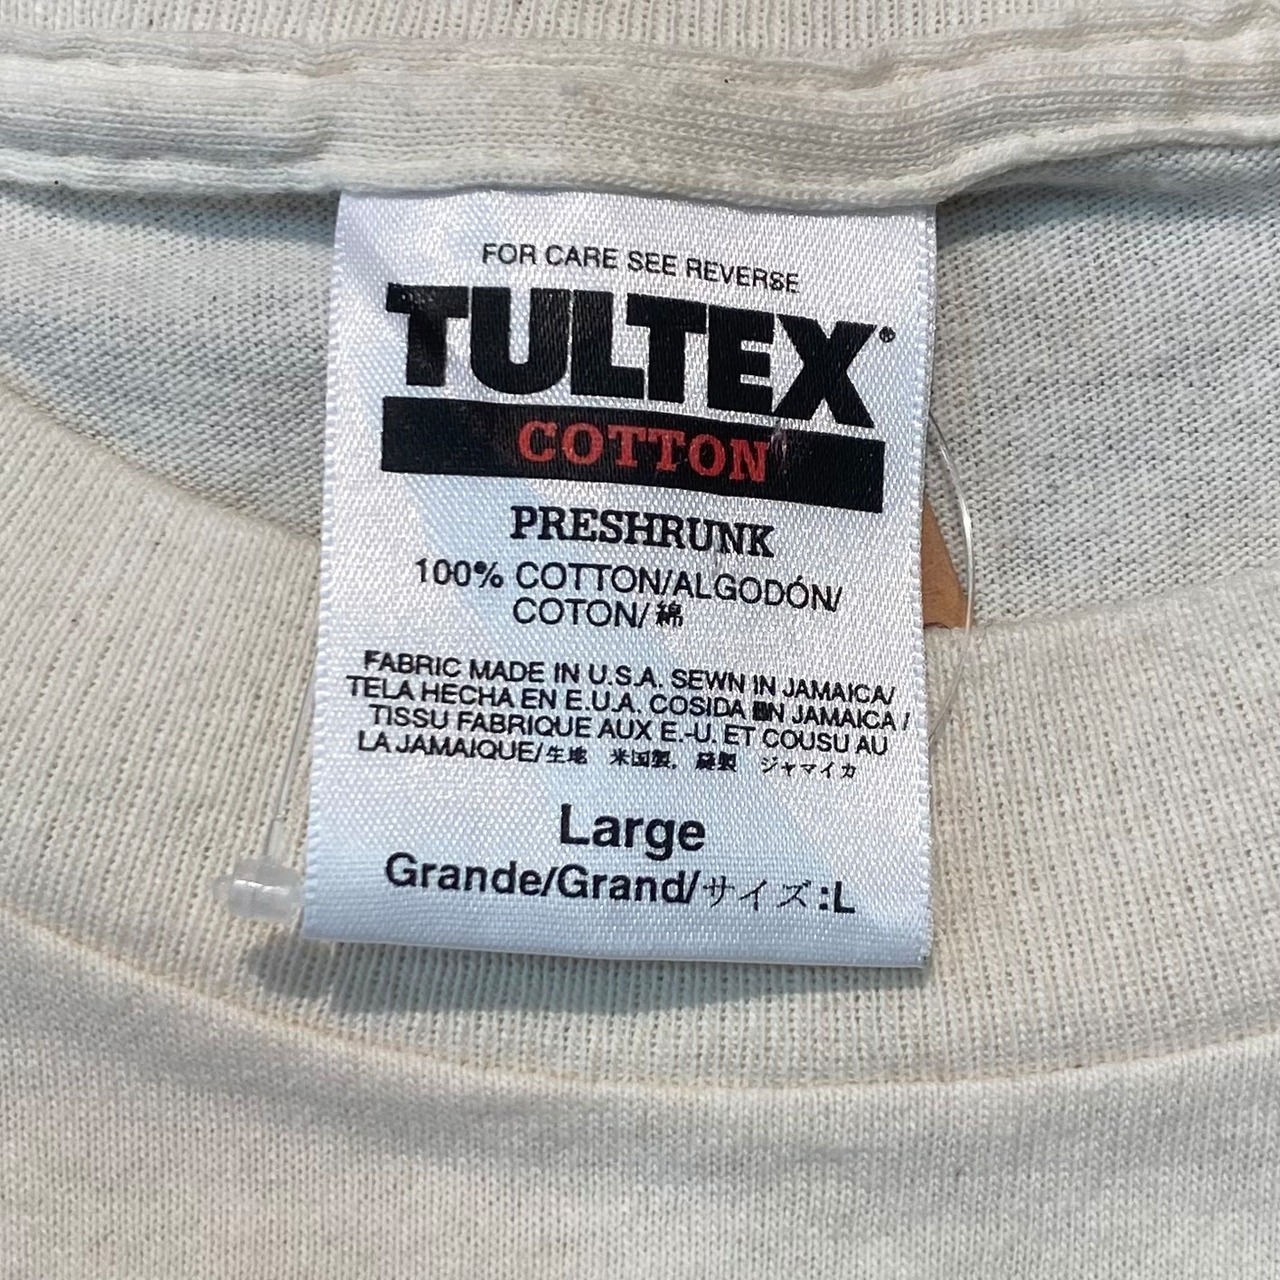 FOR CARE SEE REVERSE
TULTEX®
COTTON
PRESHRUNK
100% COTTON/ALGODÓN/
COTON/綿
FABRIC MADE IN U.S.A. SEWN IN JAMAICA/
TELA HECHA EN E.U.A. COSIDA EN JAMAICA /
TISSU FABRIQUE AUX E.-U. ET COUSU AU
LA JAMAIQUE/生地 米国製, 縫製 ジャマイカ
Large
Grande/Grand/サイズ:L